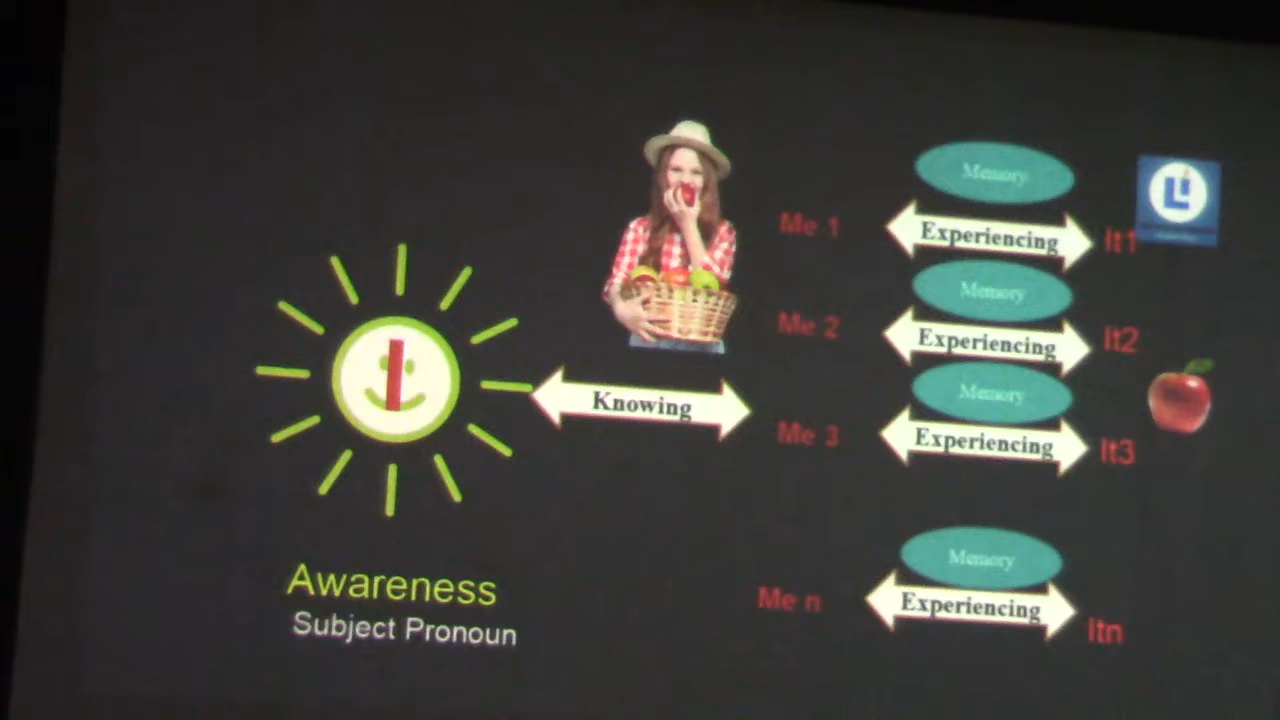 Memory
Me 1
Experiencing
It1
Memory
Me 2
Experiencing
It2
Memory
Knowing
Me 3
Experiencing
It3
Memory
Me n
Experiencing
Itn
I
Awareness
Subject Pronoun